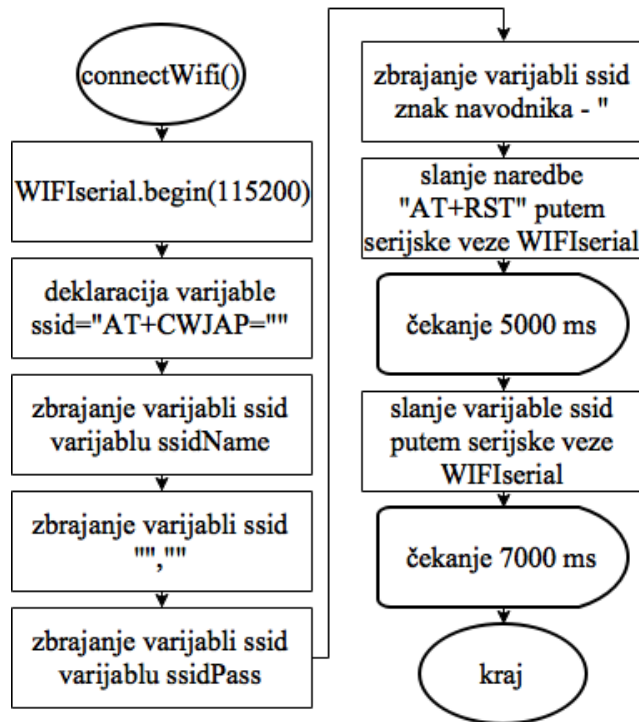 connectWifi()
WIFIserial.begin(115200)
deklaracija varijable
ssid="AT+CWJAP=""
zbrajanje varijabli ssid
varijablu ssidName
zbrajanje varijabli ssid
"",""
zbrajanje varijabli ssid
varijablu ssidPass
zbrajanje varijabli ssid
znak navodnika - "
slanje naredbe
"AT+RST" putem
serijske veze WIFIserial
čekanje 5000 ms
slanje varijable ssid
putem serijske veze
WIFIserial
čekanje 7000 ms
kraj